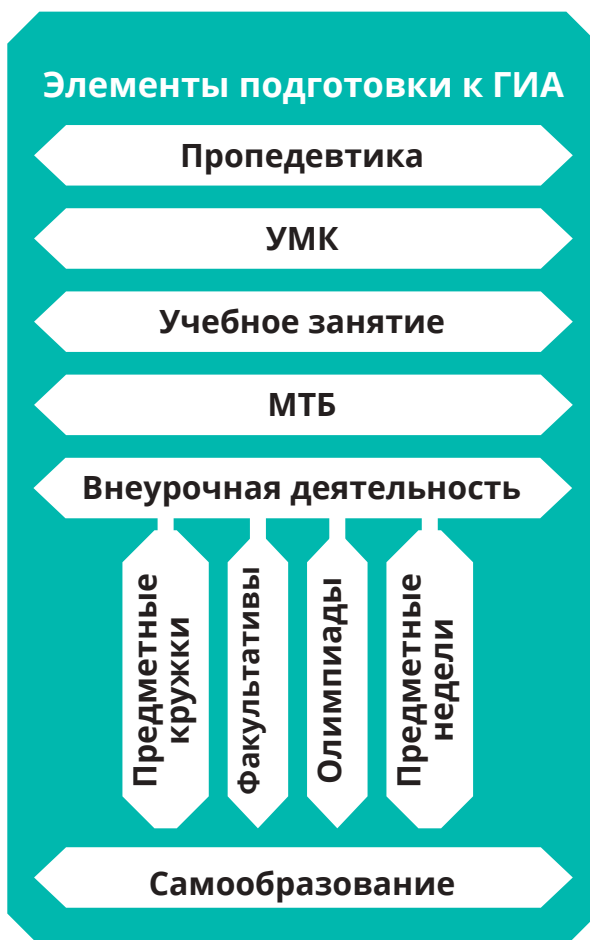 Элементы подготовки к ГИА
Пропедевтика
УМК
Учебное занятие
МТБ
Внеурочная деятельность
Предметные
кружки
Факультативы
Олимпиады
Предметные
недели
Самообразование